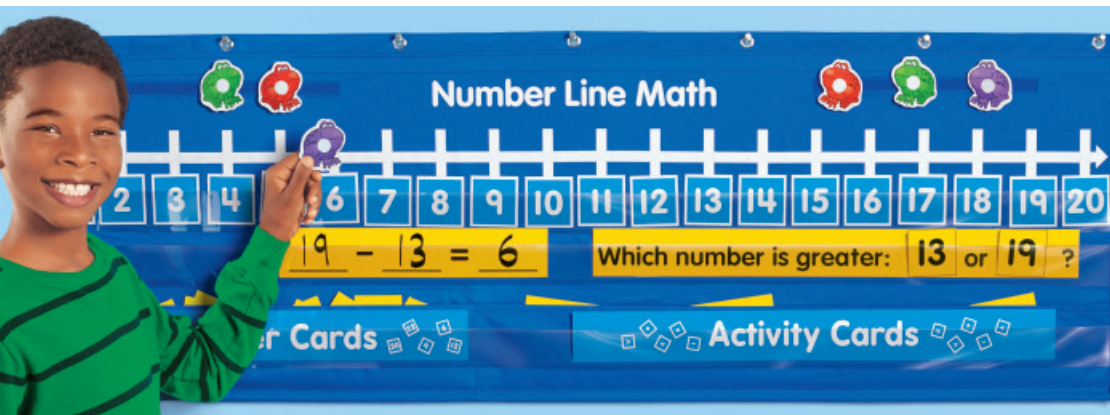 Number Line Math
2 3 4 6 7 8 9 10 11 12 13 14 15 16 17 18 19 20
19 - 13 = 6
Which number is greater: 13 or 19 ?
Cards
Activity Cards